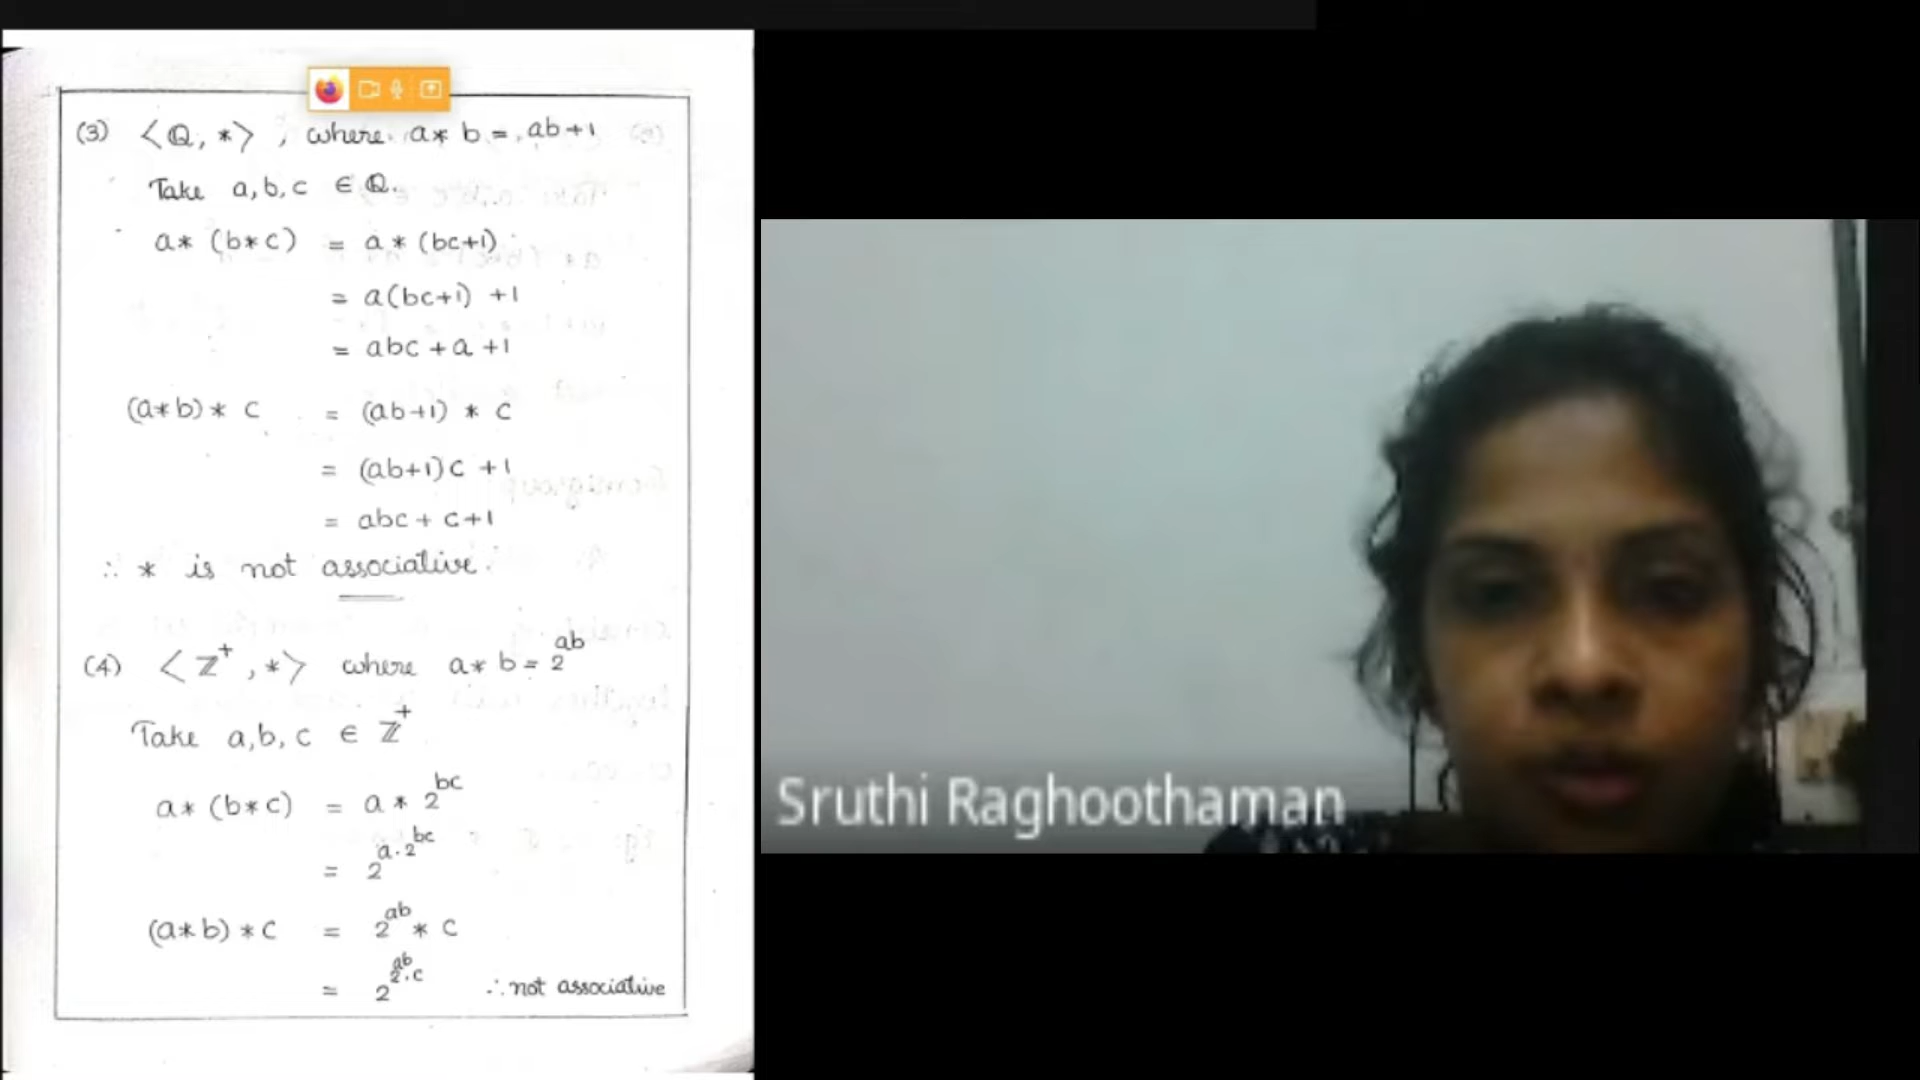 (3) ⟨ℚ, *⟩, where a * b = ab+1
Take a, b, c ∈ ℚ.
a * (b * c) = a * (bc+1)
= a(bc+1) +1
= abc + a +1
(a * b) * c = (ab+1) * c
= (ab+1)c +1
= abc + c+1
∴ * is not associative.
(4) ⟨ℤ⁺, *⟩ where a * b = 2^{ab}
Take a, b, c ∈ ℤ⁺
a * (b * c) = a * 2^{bc}
= 2^{a·2^{bc}}
(a * b) * c = 2^{ab} * c
= 2^{2^{ab}·c} ∴ not associative
Sruthi Raghoothaman